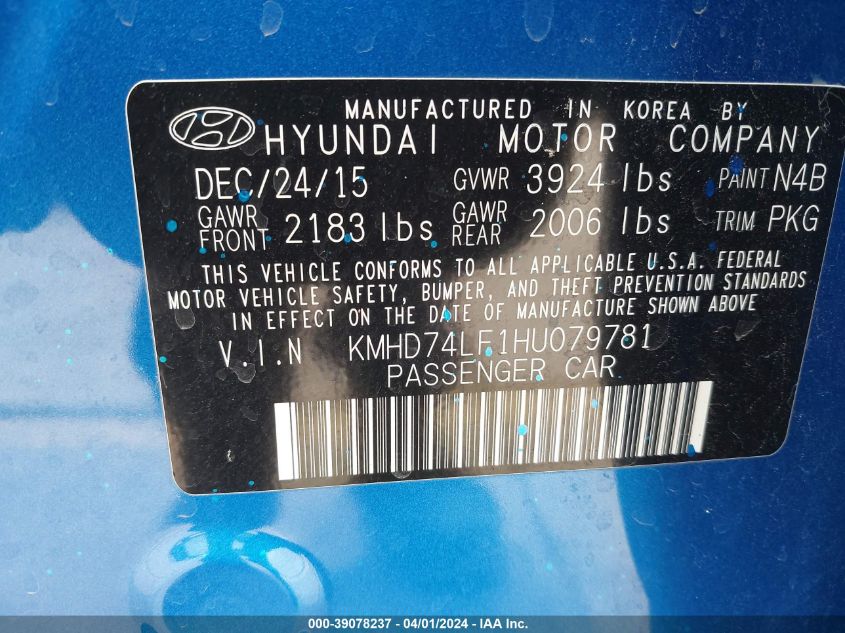 MANUFACTURED IN KOREA BY
HYUNDAI MOTOR COMPANY
DEC/24/15 GVWR 3924 lbs PAINT N4B
GAWR FRONT 2183 lbs GAWR REAR 2006 lbs TRIM PKG
THIS VEHICLE CONFORMS TO ALL APPLICABLE U.S.A. FEDERAL
MOTOR VEHICLE SAFETY, BUMPER, AND THEFT PREVENTION STANDARDS
IN EFFECT ON THE DATE OF MANUFACTURE SHOWN ABOVE
V.I.N KMHD74LF1HU079781
PASSENGER CAR
000-39078237 - 04/01/2024 - IAA Inc.